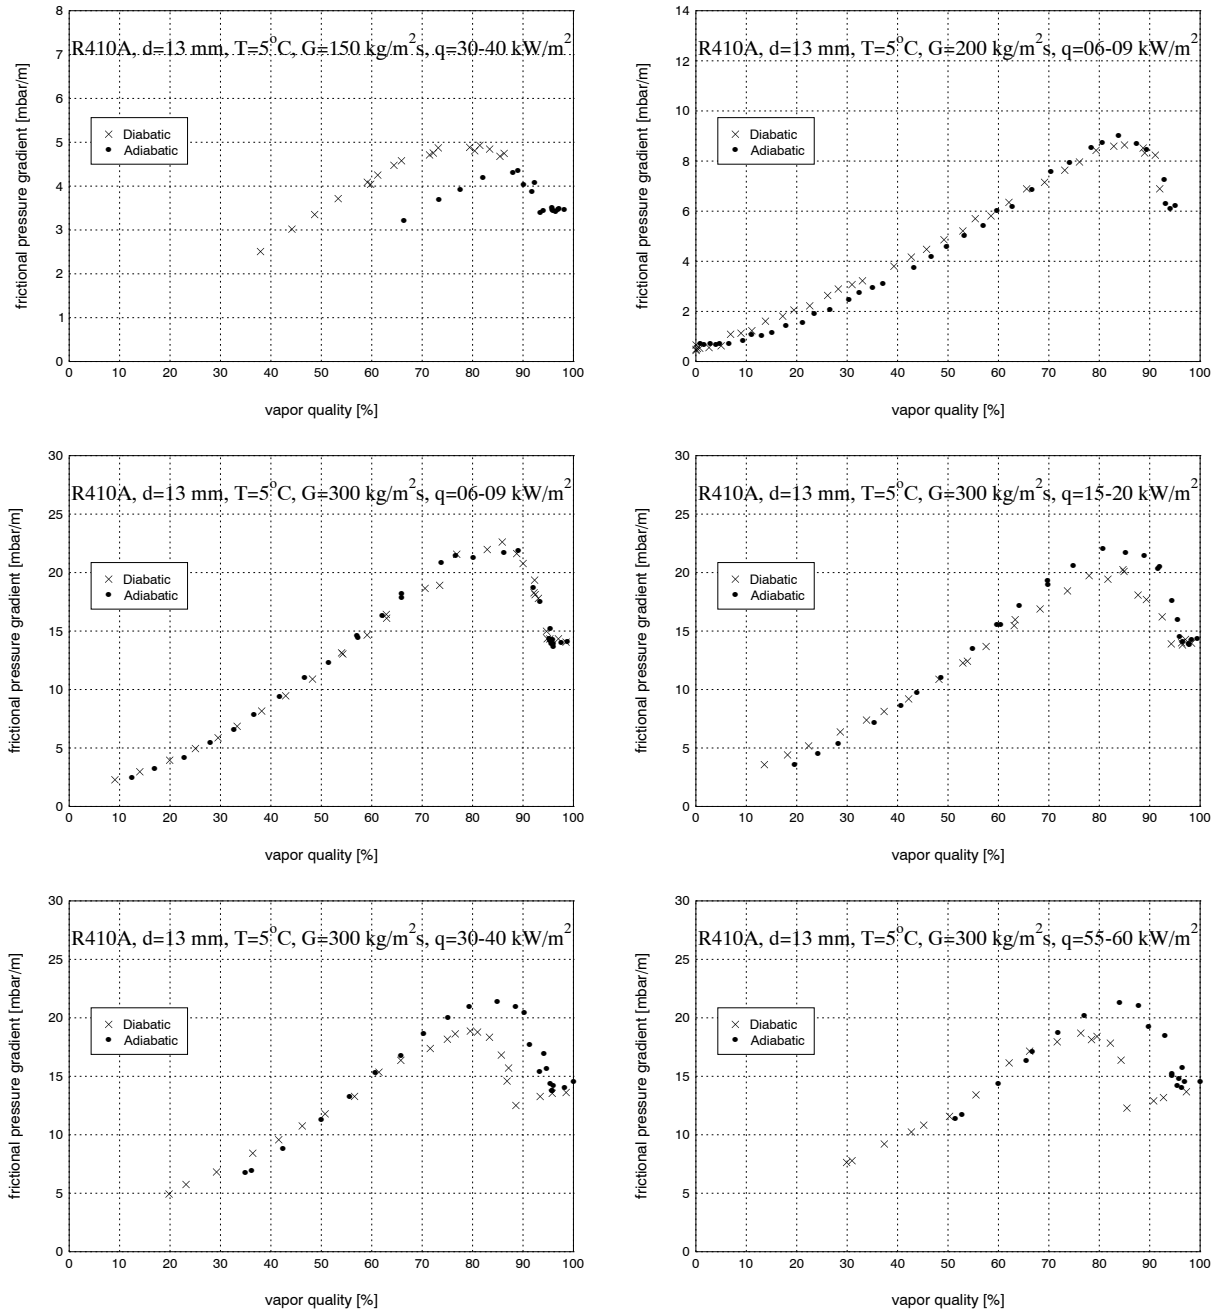 R410A, d=13 mm, T=5°C, G=150 kg/m²s, q=30-40 kW/m²
frictional pressure gradient [mbar/m]
8
7
6
5
4
3
2
1
0
× Diabatic
• Adiabatic
0 10 20 30 40 50 60 70 80 90 100
vapor quality [%]
R410A, d=13 mm, T=5°C, G=200 kg/m²s, q=06-09 kW/m²
frictional pressure gradient [mbar/m]
14
12
10
8
6
4
2
0
× Diabatic
• Adiabatic
0 10 20 30 40 50 60 70 80 90 100
vapor quality [%]
R410A, d=13 mm, T=5°C, G=300 kg/m²s, q=06-09 kW/m²
frictional pressure gradient [mbar/m]
30
25
20
15
10
5
0
× Diabatic
• Adiabatic
0 10 20 30 40 50 60 70 80 90 100
vapor quality [%]
R410A, d=13 mm, T=5°C, G=300 kg/m²s, q=15-20 kW/m²
frictional pressure gradient [mbar/m]
30
25
20
15
10
5
0
× Diabatic
• Adiabatic
0 10 20 30 40 50 60 70 80 90 100
vapor quality [%]
R410A, d=13 mm, T=5°C, G=300 kg/m²s, q=30-40 kW/m²
frictional pressure gradient [mbar/m]
30
25
20
15
10
5
0
× Diabatic
• Adiabatic
0 10 20 30 40 50 60 70 80 90 100
vapor quality [%]
R410A, d=13 mm, T=5°C, G=300 kg/m²s, q=55-60 kW/m²
frictional pressure gradient [mbar/m]
30
25
20
15
10
5
0
× Diabatic
• Adiabatic
0 10 20 30 40 50 60 70 80 90 100
vapor quality [%]